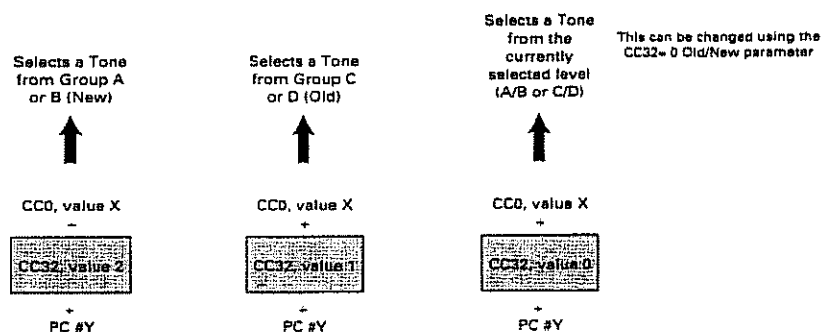 Selects a Tone
from Group A
or B (New)
CC0, value X
–
CC32, value 2
+
PC #Y
Selects a Tone
from Group C
or D (Old)
CC0, value X
+
CC32, value 1
+
PC #Y
Selects a Tone
from the
currently
selected level
(A/B or C/D)
CC0, value X
+
CC32, value 0
+
PC #Y
This can be changed using the
CC32= 0 Old/New parameter